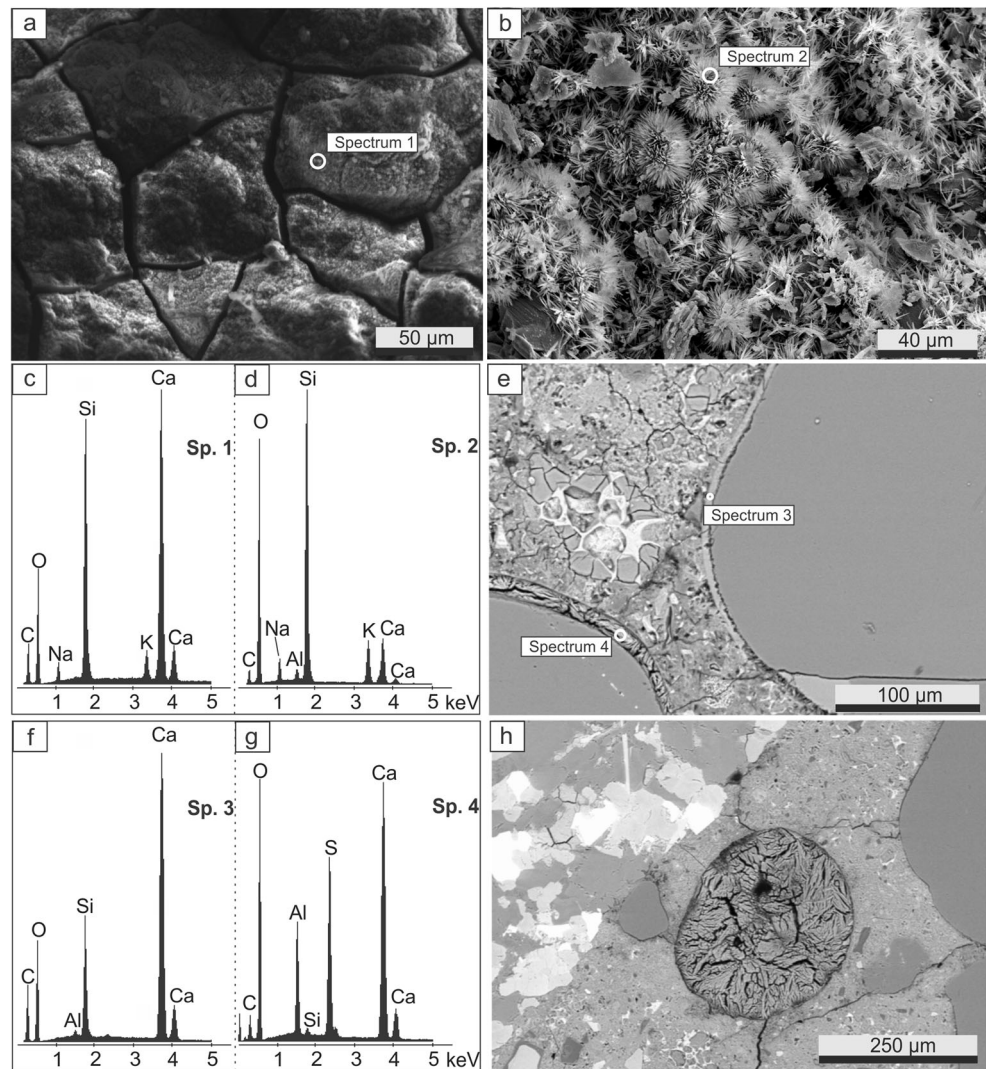 a
Spectrum 1
50 µm
b
Spectrum 2
40 µm
c
C
O
Na
Si
K
Ca
Ca
Sp. 1
1 2 3 4 5 keV
d
C
O
Na
Al
Si
K
Ca
Ca
Sp. 2
1 2 3 4 5 keV
e
Spectrum 3
Spectrum 4
100 µm
f
C
O
Al
Si
Ca
Ca
Sp. 3
1 2 3 4 5 keV
g
C
O
Al
Si
S
Ca
Ca
Sp. 4
1 2 3 4 5 keV
h
250 µm